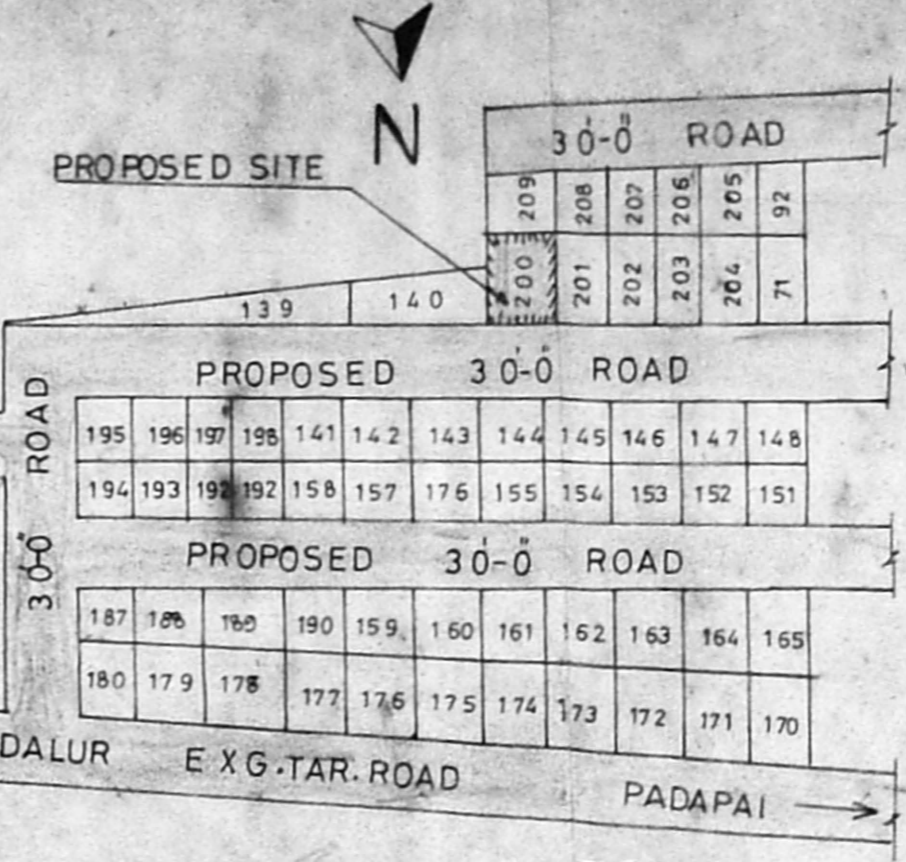 N
30'-0" ROAD
PROPOSED SITE
209 208 207 206 205 92
200 201 202 203 204 71
139 140
PROPOSED 30'-0" ROAD
30'-0" ROAD
195 196 197 198 141 142 143 144 145 146 147 148
194 193 192 192 158 157 176 155 154 153 152 151
PROPOSED 30'-0" ROAD
187 188 189 190 159 160 161 162 163 164 165
180 179 178 177 176 175 174 173 172 171 170
DALUR EXG.TAR.ROAD PADAPAI